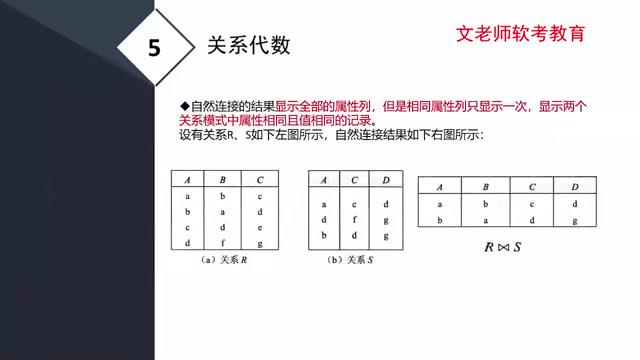 5
关系代数
文老师软考教育
◆自然连接的结果显示全部的属性列，但是相同属性列只显示一次，显示两个
关系模式中属性相同且值相同的记录。
设有关系R、S如下左图所示，自然连接结果如下右图所示：
A B C
a b c
b a d
c d e
d f g
（a）关系 R
A C D
a c d
d f g
b d g
（b）关系 S
A B C D
a b c d
b a d g
R ⋈ S